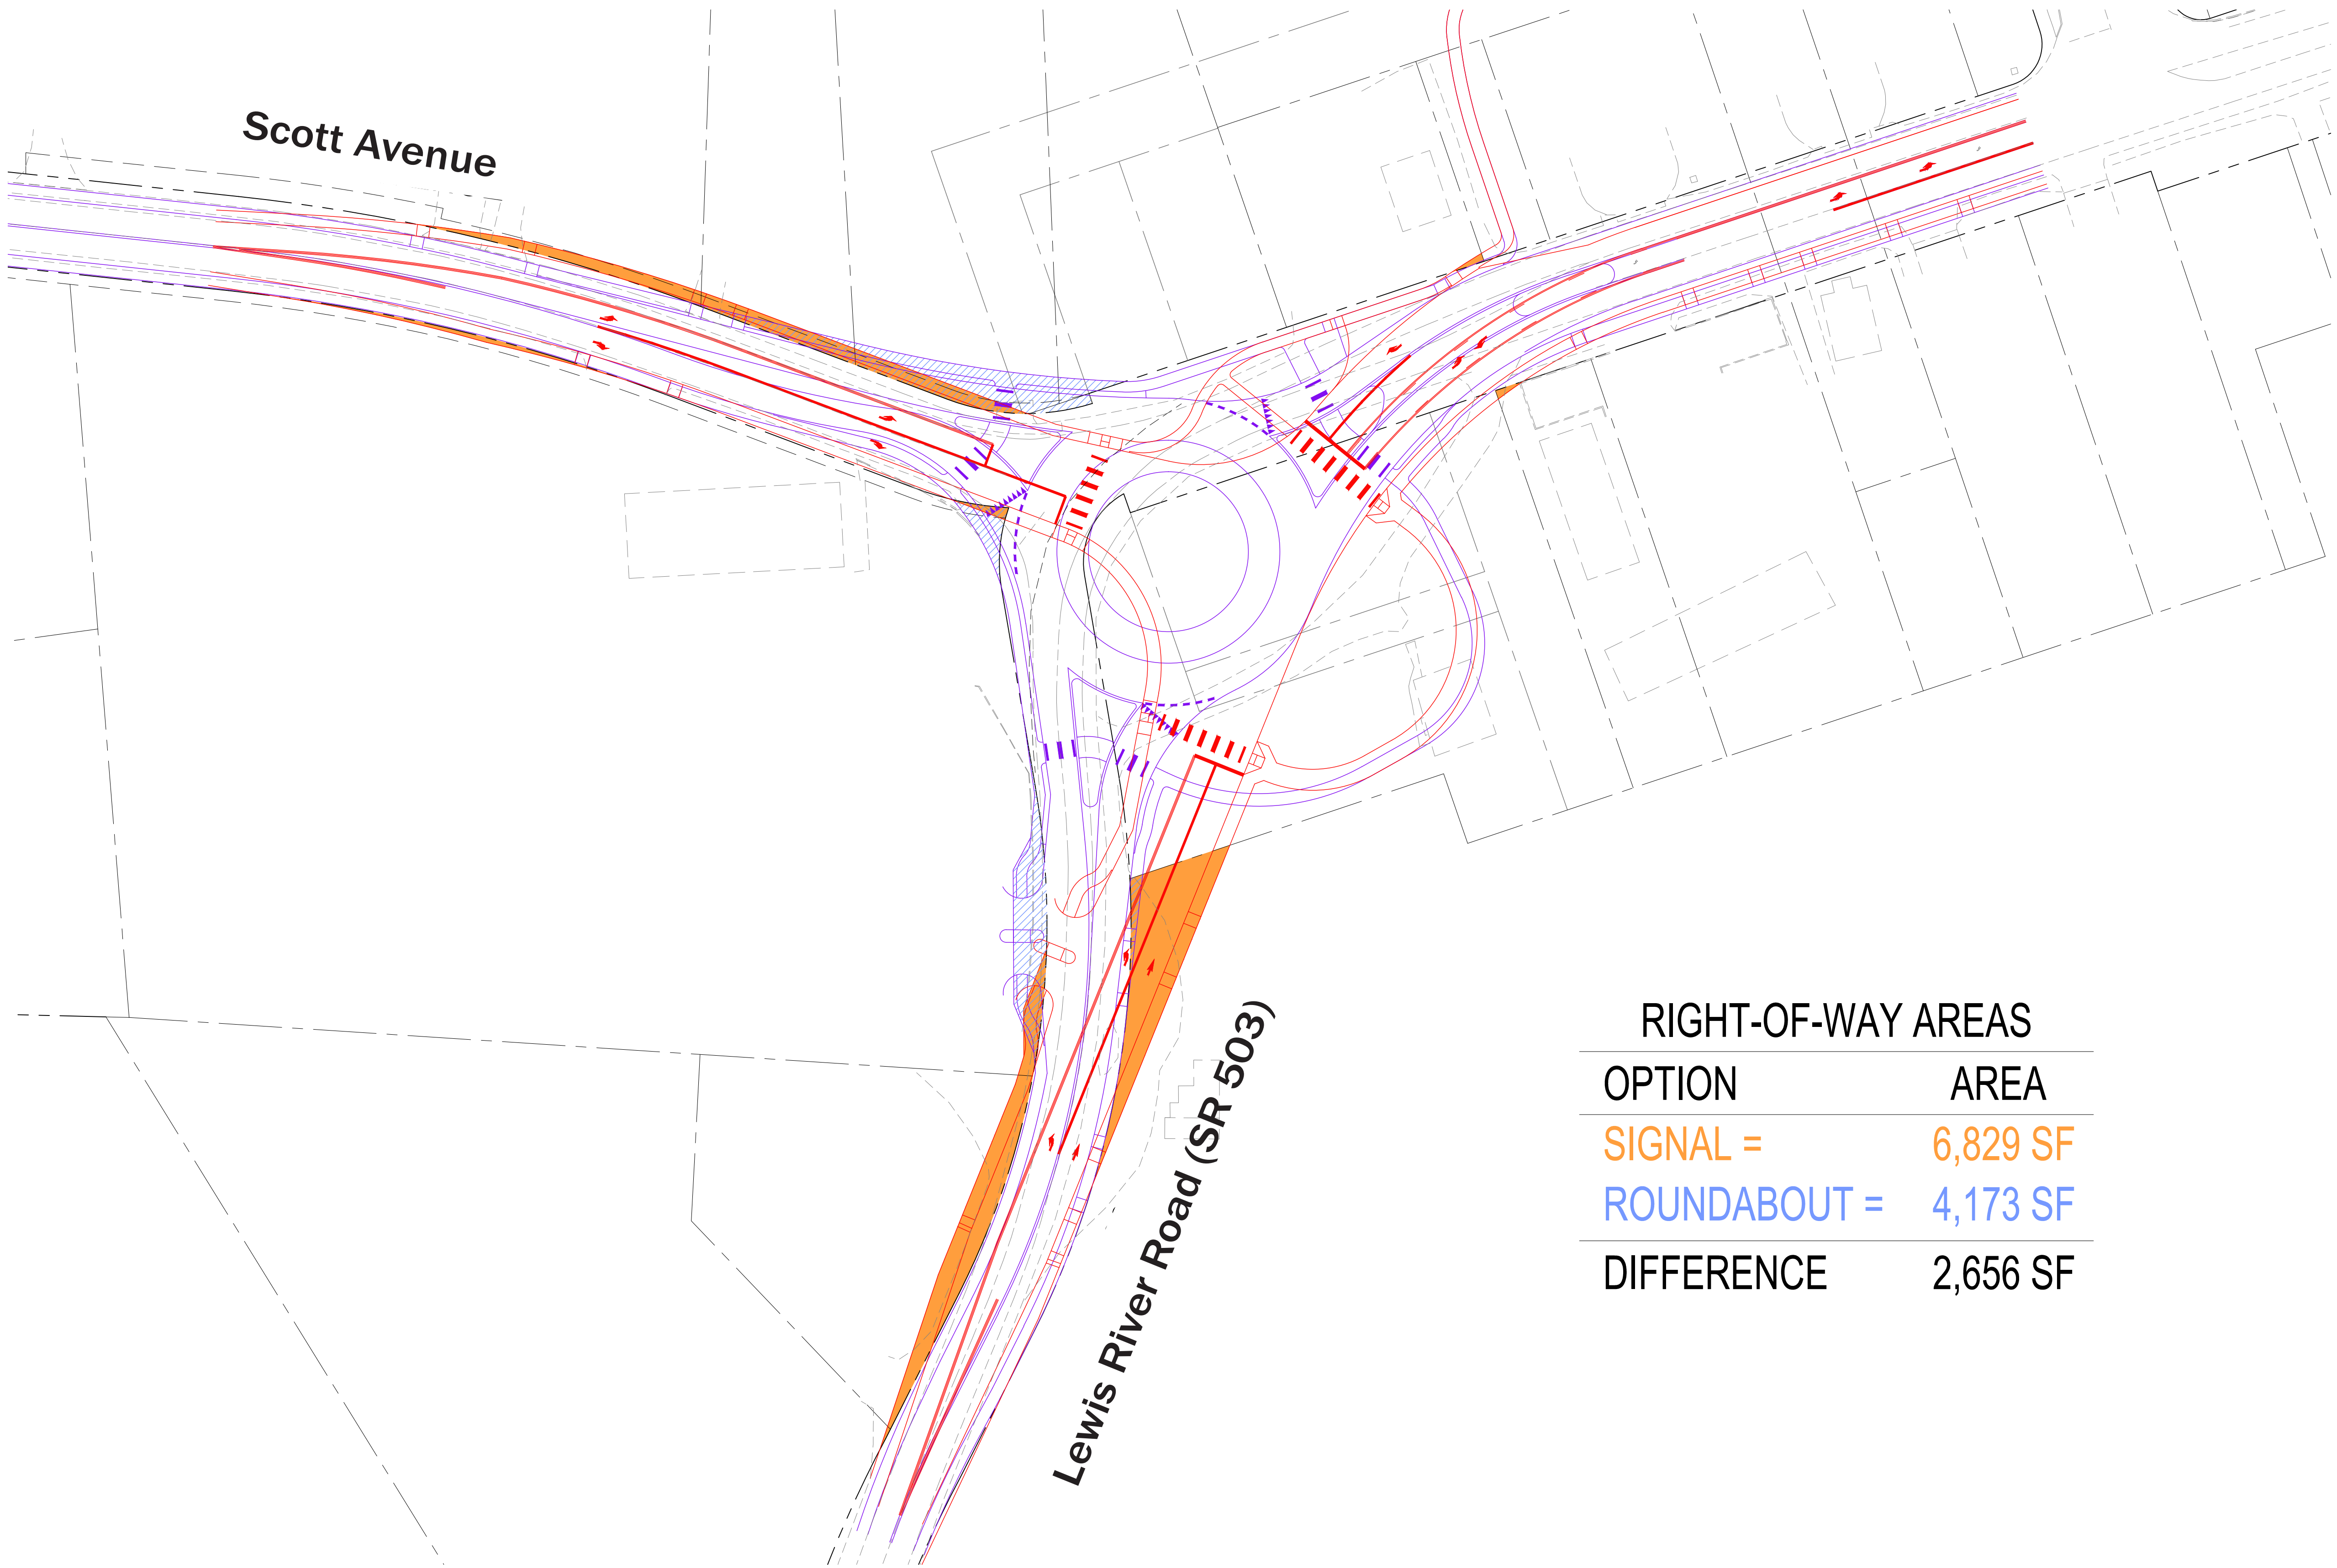 Scott Avenue
Lewis River Road (SR 503)
RIGHT-OF-WAY AREAS
OPTION AREA
SIGNAL = 6,829 SF
ROUNDABOUT = 4,173 SF
DIFFERENCE 2,656 SF